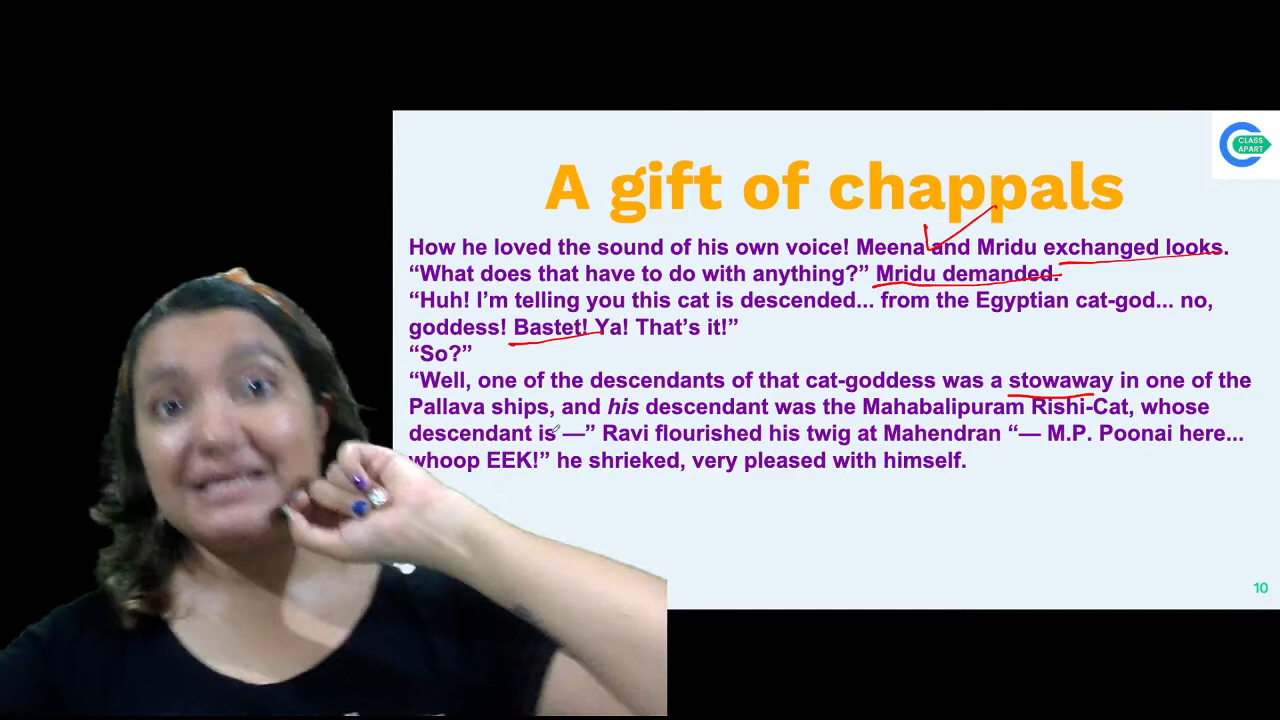 CLASS
APART
A gift of chappals
How he loved the sound of his own voice! Meena and Mridu exchanged looks.
“What does that have to do with anything?” Mridu demanded.
“Huh! I’m telling you this cat is descended... from the Egyptian cat-god... no,
goddess! Bastet! Ya! That’s it!”
“So?”
“Well, one of the descendants of that cat-goddess was a stowaway in one of the
Pallava ships, and his descendant was the Mahabalipuram Rishi-Cat, whose
descendant is —” Ravi flourished his twig at Mahendran “— M.P. Poonai here...
whoop EEK!” he shrieked, very pleased with himself.
10